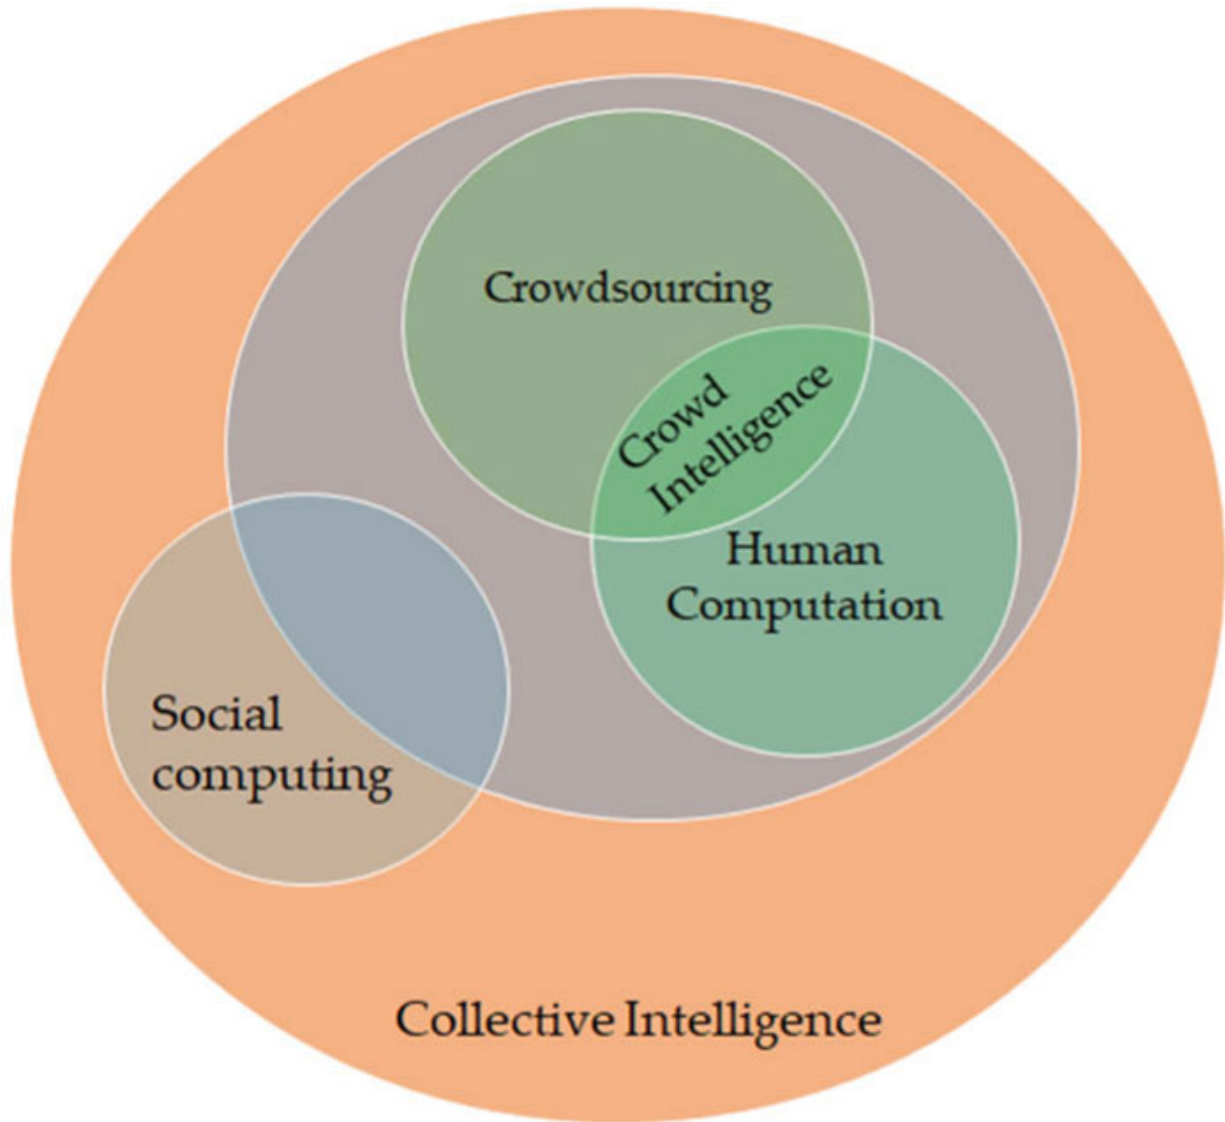 Crowdsourcing
Crowd
Intelligence
Human
Computation
Social
computing
Collective Intelligence